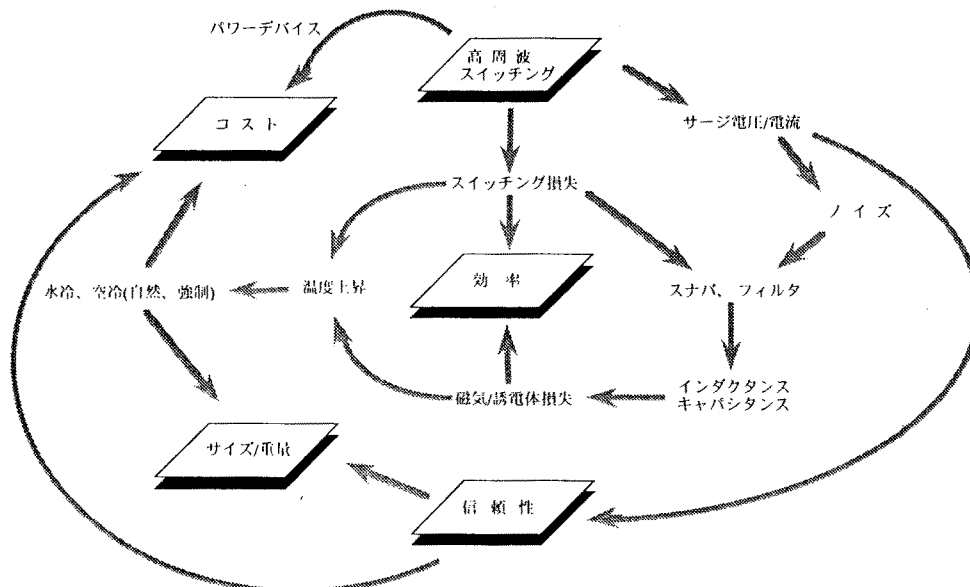 パワーデバイス
高周波
スイッチング
コスト
サージ電圧/電流
スイッチング損失
ノイズ
水冷、空冷(自然、強制)
温度上昇
効率
スナバ、フィルタ
磁気/誘電体損失
インダクタンス
キャパシタンス
サイズ/重量
信頼性